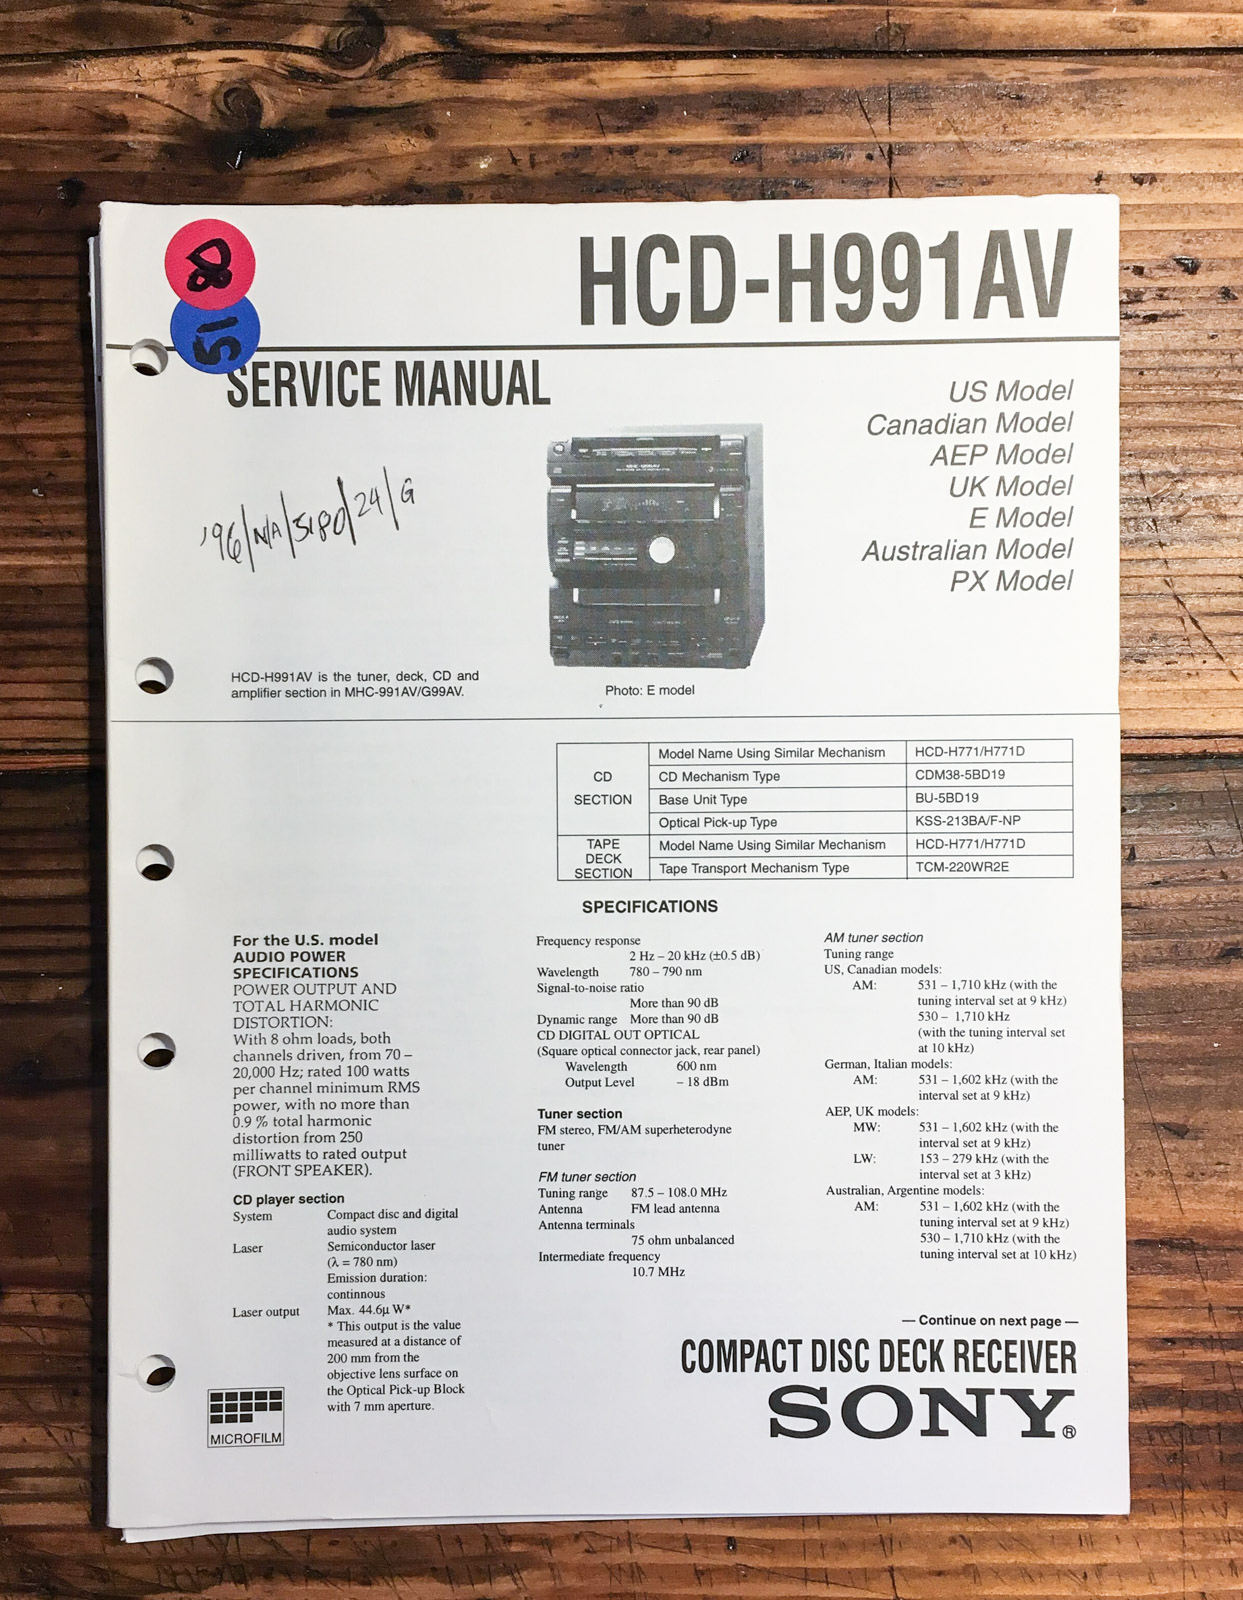 80
51
HCD-H991AV
SERVICE MANUAL
US Model
Canadian Model
AEP Model
UK Model
E Model
Australian Model
PX Model
'96/N/A/5180/24/G
HCD-H991AV is the tuner, deck, CD and
amplifier section in MHC-991AV/G99AV.
Photo: E model
CD SECTION
Model Name Using Similar Mechanism HCD-H771/H771D
CD Mechanism Type CDM38-5BD19
Base Unit Type BU-5BD19
Optical Pick-up Type KSS-213BA/F-NP
TAPE DECK SECTION
Model Name Using Similar Mechanism HCD-H771/H771D
Tape Transport Mechanism Type TCM-220WR2E
SPECIFICATIONS
For the U.S. model
AUDIO POWER
SPECIFICATIONS
POWER OUTPUT AND
TOTAL HARMONIC
DISTORTION:
With 8 ohm loads, both
channels driven, from 70 –
20,000 Hz; rated 100 watts
per channel minimum RMS
power, with no more than
0.9 % total harmonic
distortion from 250
milliwatts to rated output
(FRONT SPEAKER).
CD player section
System Compact disc and digital
audio system
Laser Semiconductor laser
(λ = 780 nm)
Emission duration:
continnous
Laser output Max. 44.6µ W*
* This output is the value
measured at a distance of
200 mm from the
objective lens surface on
the Optical Pick-up Block
with 7 mm aperture.
MICROFILM
Frequency response
2 Hz – 20 kHz (±0.5 dB)
Wavelength 780 – 790 nm
Signal-to-noise ratio
More than 90 dB
Dynamic range More than 90 dB
CD DIGITAL OUT OPTICAL
(Square optical connector jack, rear panel)
Wavelength 600 nm
Output Level – 18 dBm
Tuner section
FM stereo, FM/AM superheterodyne
tuner
FM tuner section
Tuning range 87.5 – 108.0 MHz
Antenna FM lead antenna
Antenna terminals
75 ohm unbalanced
Intermediate frequency
10.7 MHz
AM tuner section
Tuning range
US, Canadian models:
AM: 531 – 1,710 kHz (with the
tuning interval set at 9 kHz)
530 – 1,710 kHz
(with the tuning interval set
at 10 kHz)
German, Italian models:
AM: 531 – 1,602 kHz (with the
interval set at 9 kHz)
AEP, UK models:
MW: 531 – 1,602 kHz (with the
interval set at 9 kHz)
LW: 153 – 279 kHz (with the
interval set at 3 kHz)
Australian, Argentine models:
AM: 531 – 1,602 kHz (with the
tuning interval set at 9 kHz)
530 – 1,710 kHz (with the
tuning interval set at 10 kHz)
— Continue on next page —
COMPACT DISC DECK RECEIVER
SONY®